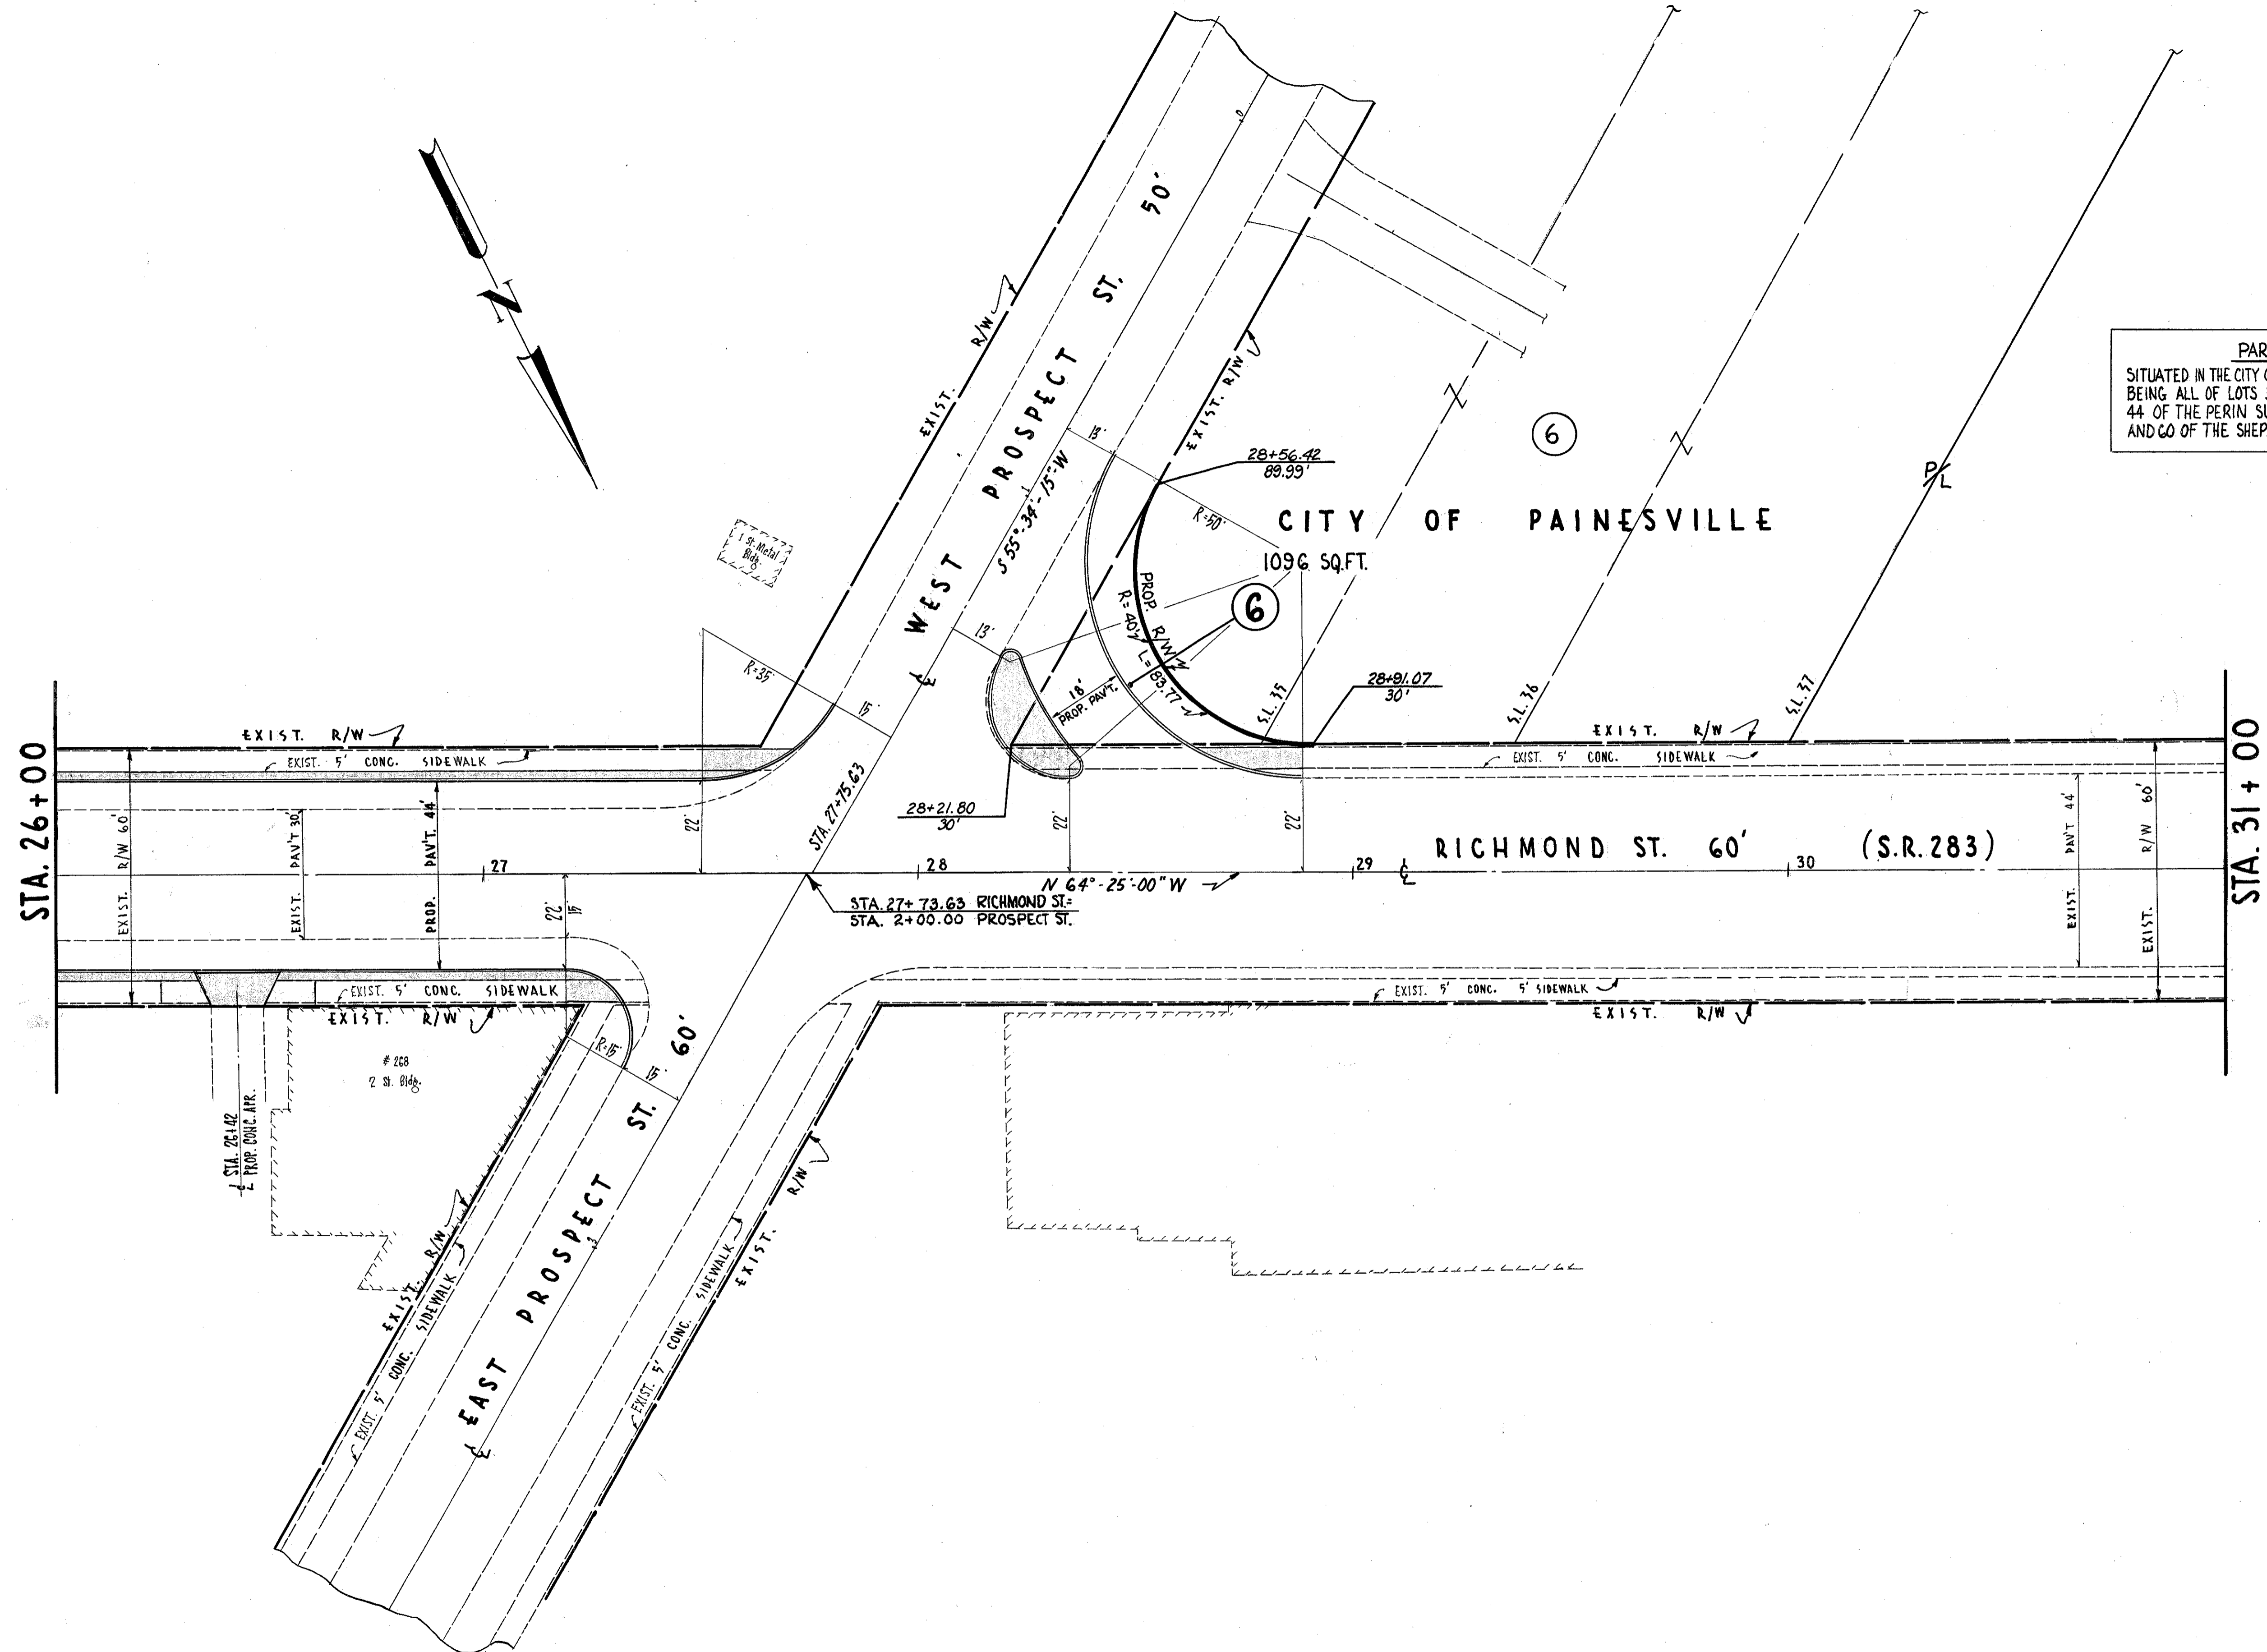 N
EXIST. R/W
WEST PROSPECT ST. 50'
0
1
S 55°-34'-15"-W
℄
EXIST. R/W
13'
13'
15'
R=35'
1 St. Metal
Bldg.
28+56.42
89.99'
R=50'
6
CITY OF PAINESVILLE
1096 SQ.FT.
6
PROP. R/W
R=40'
L=83.77'
18'
PROP. PAV'T.
28+91.07
30'
S.L. 35
S.L. 36
S.L. 37
P/L
PAR
SITUATED IN THE CITY
BEING ALL OF LOTS
44 OF THE PERIN SU
AND 60 OF THE SHEP
STA. 26+00
EXIST. R/W
EXIST. 5' CONC. SIDEWALK
EXIST. R/W 60'
EXIST. PAV'T 30'
PROP. PAV'T. 44'
22'
STA. 27+75.63
28+21.80
30'
22'
22'
EXIST. R/W
EXIST. 5' CONC. SIDEWALK
RICHMOND ST. 60' (S.R. 283)
27
28
29
℄
30
N 64°-25'-00" W
STA. 27+73.63 RICHMOND ST.=
STA. 2+00.00 PROSPECT ST.
22'
15'
EXIST. PAV'T 44'
EXIST. R/W 60'
STA. 31+00
EXIST. 5' CONC. SIDEWALK
EXIST. R/W
EXIST. 5' CONC. 5' SIDEWALK
EXIST. R/W
# 268
2 St. Bldg.
R=15'
15'
℄ STA. 26+42
PROP. CONC. APR.
EAST PROSPECT ST. 60'
3
℄
EXIST. R/W
EXIST. 5' CONC. SIDEWALK
EXIST. 5' CONC. SIDEWALK
EXIST. R/W